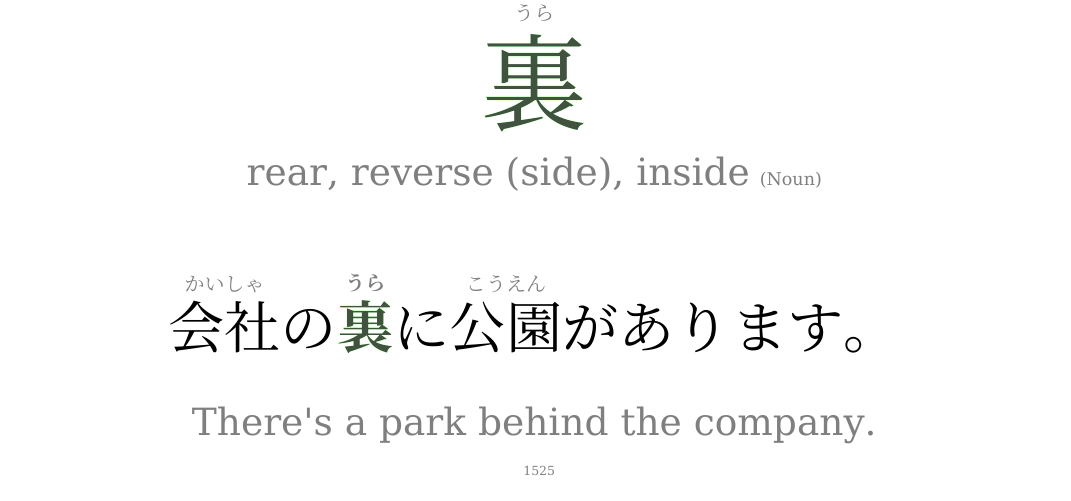 うら
裏
rear, reverse (side), inside (Noun)
かいしゃ うら こうえん
会社の裏に公園があります。
There's a park behind the company.
1525